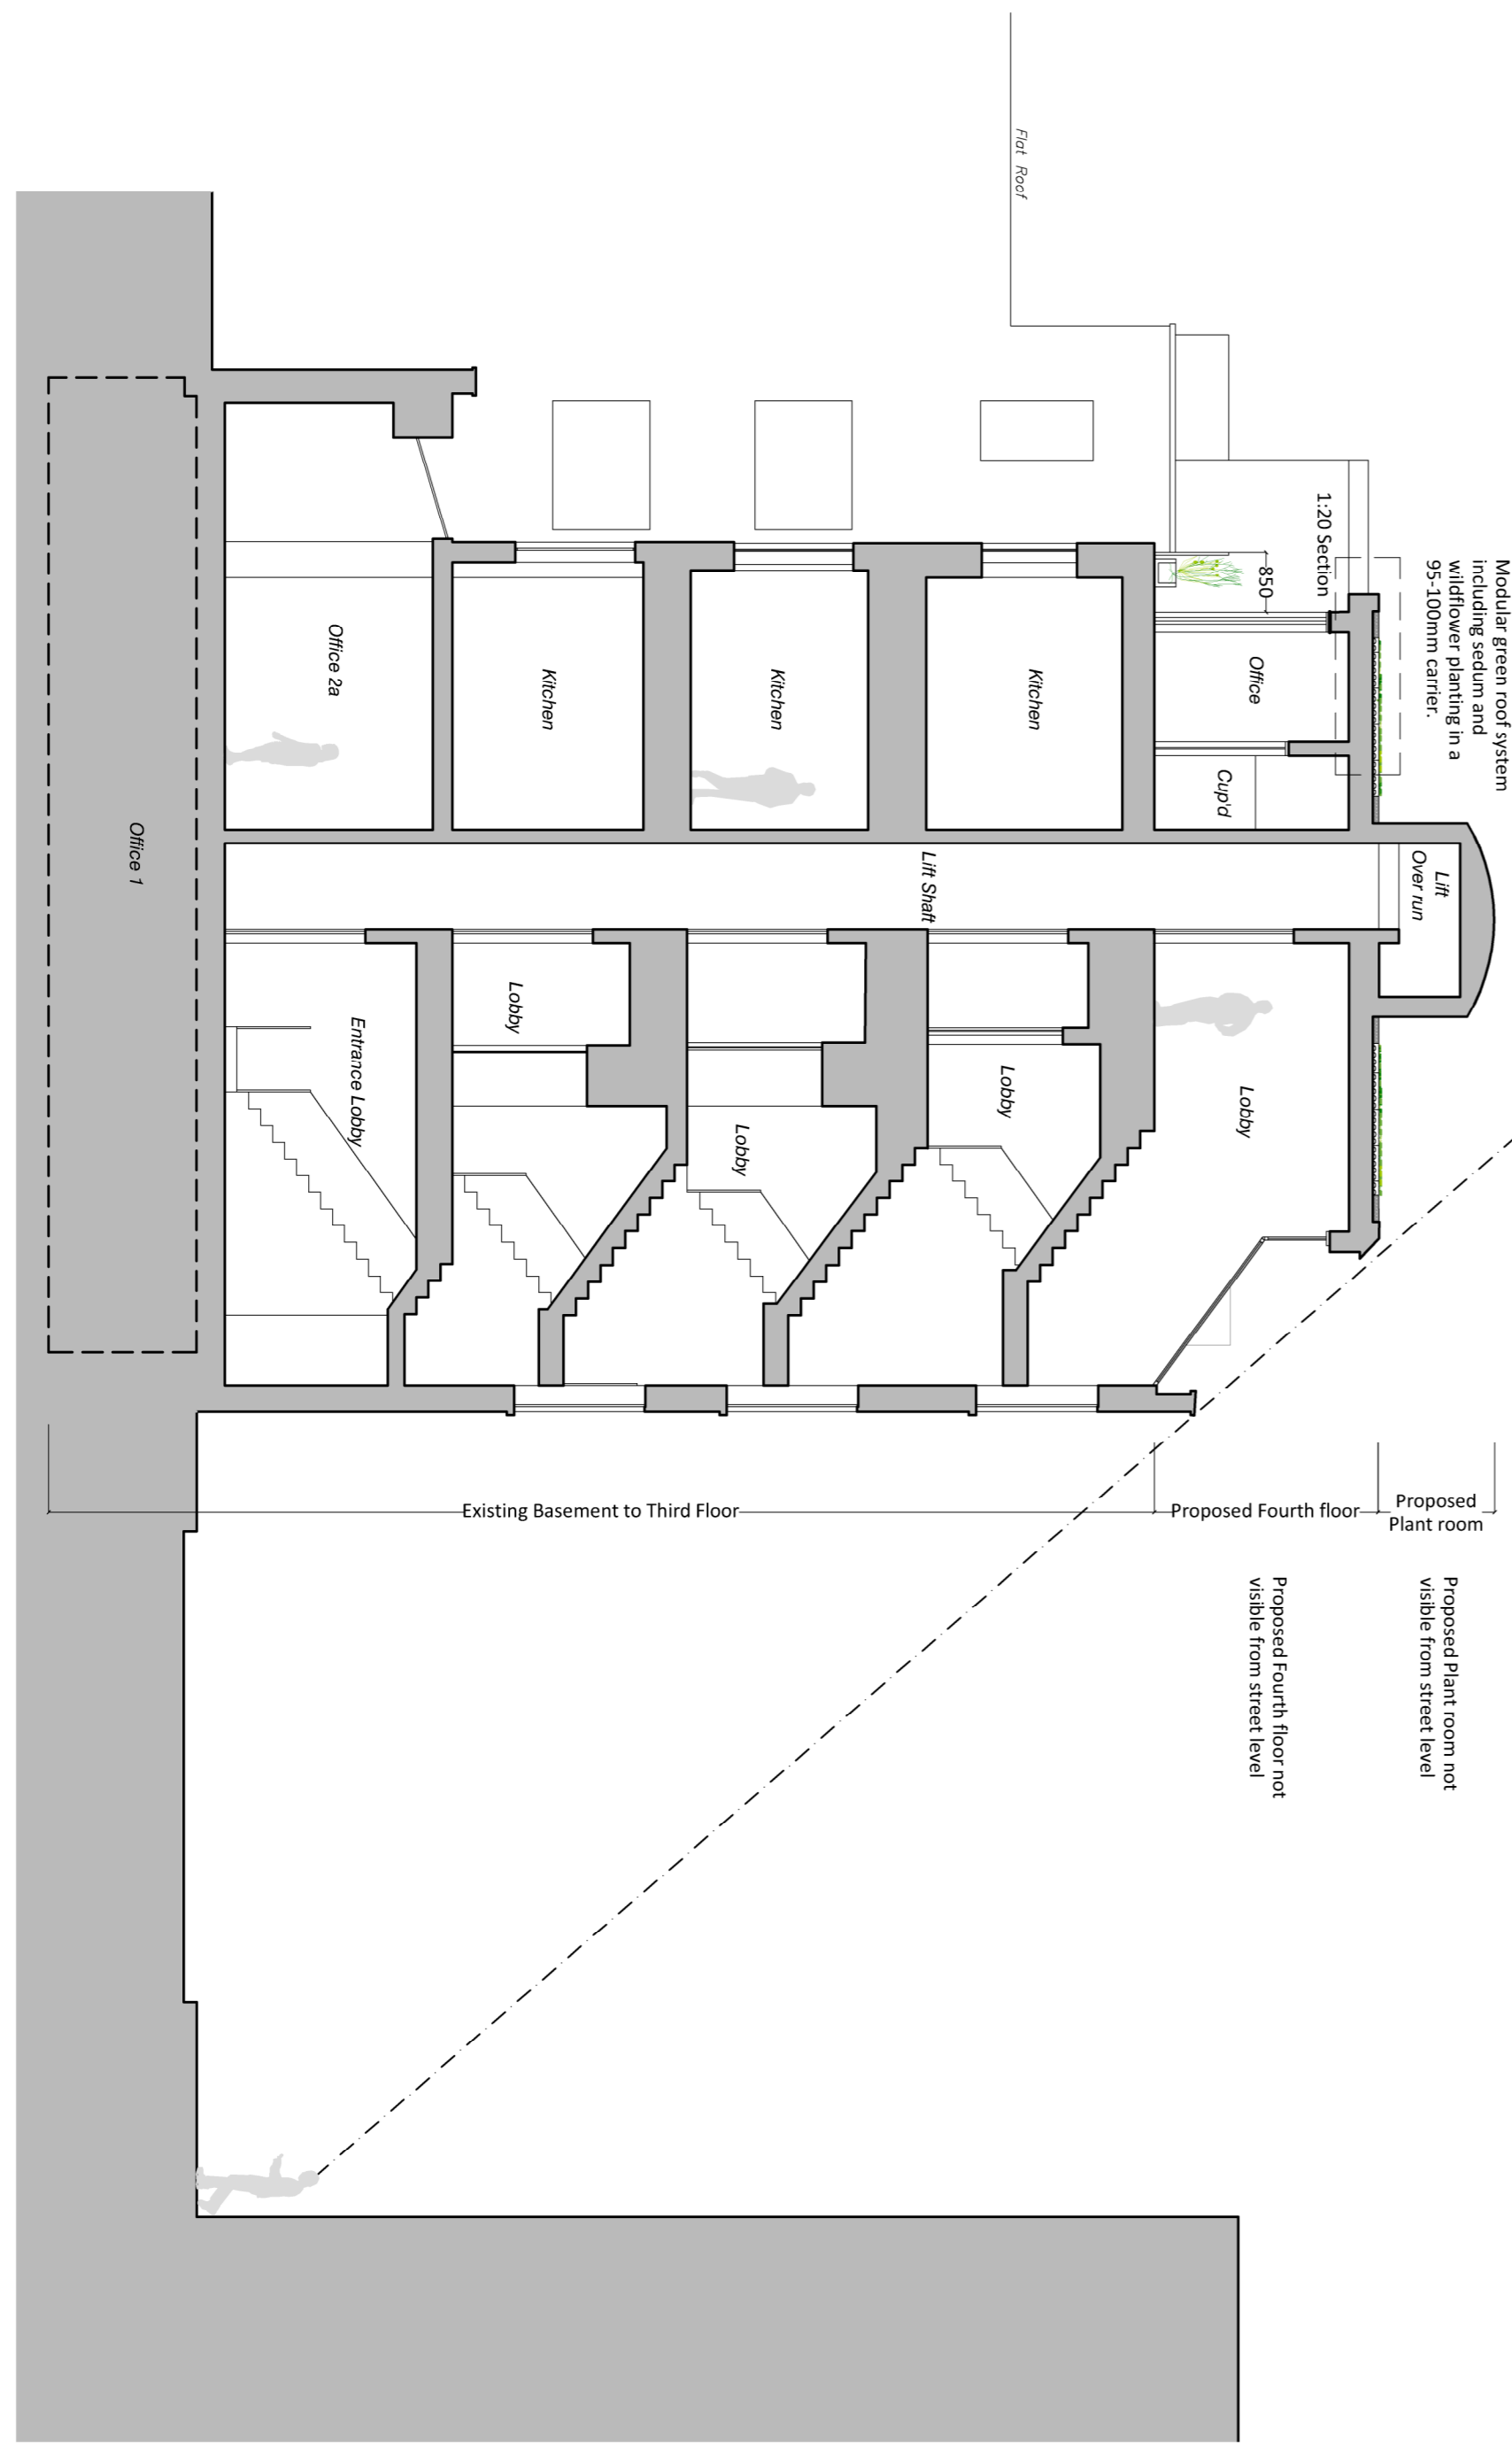 Modular green roof system
including sedum and
wildflower planting in a
95-100mm carrier.
1:20 Section
Flat Roof
850
Office
Cup'd
Lift
Over run
Lobby
Kitchen
Lift Shaft
Lobby
Kitchen
Lobby
Kitchen
Lobby
Office 2a
Entrance Lobby
Office 1
Proposed
Plant room
Proposed Fourth floor
Existing Basement to Third Floor
Proposed Plant room not
visible from street level
Proposed Fourth floor not
visible from street level